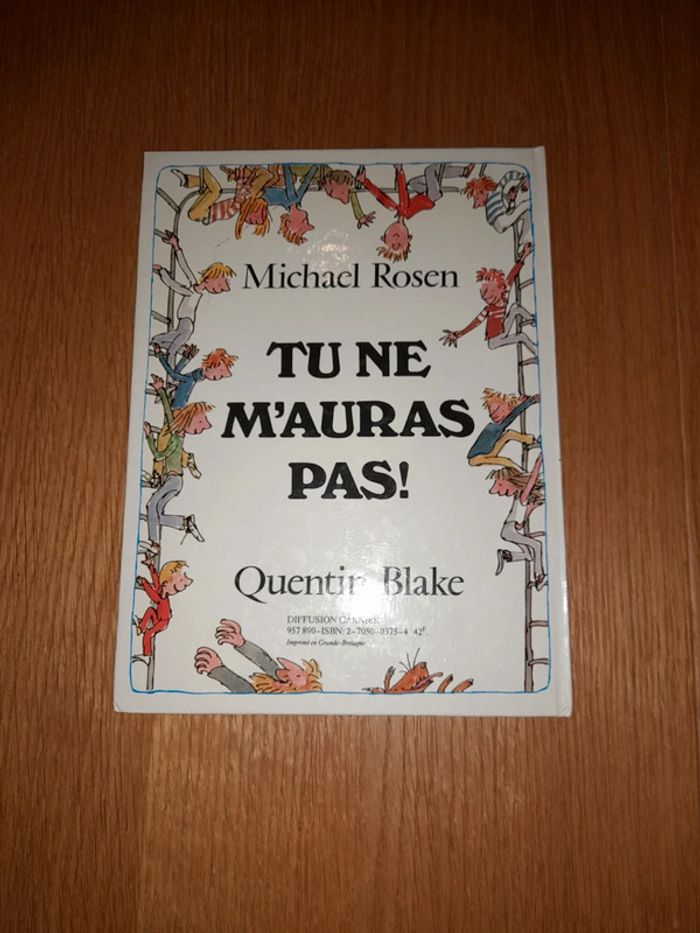 Michael Rosen
TU NE
M'AURAS
PAS!
Quentin Blake
DIFFUSION GARNIER
957 890–ISBN: 2–7050–0375–4 42F.
Imprimé en Grande-Bretagne